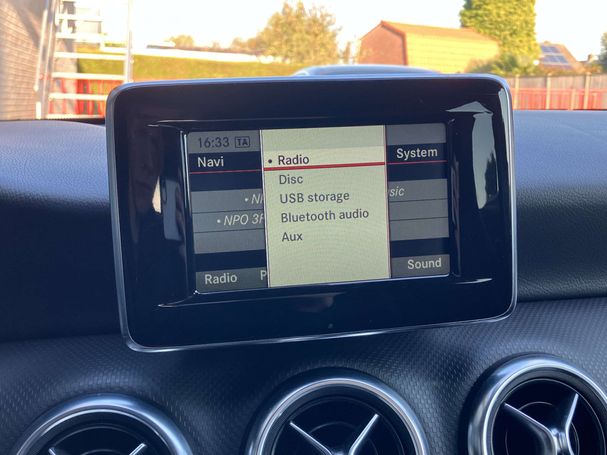 16:33 TA
Navi
System
• Radio
Disc
USB storage
Bluetooth audio
Aux
• NPO 3F
Radio
Sound